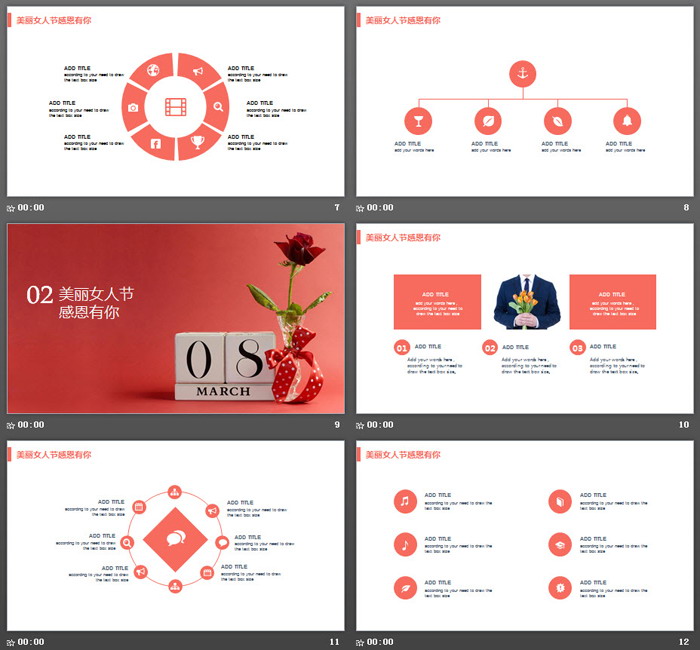 美丽女人节感恩有你
ADD TITLE
according to your need to draw
the text box size
ADD TITLE
according to your need to draw
the text box size
ADD TITLE
according to your need to draw
the text box size
ADD TITLE
according to your need to draw
the text box size
ADD TITLE
according to your need to draw
the text box size
ADD TITLE
according to your need to draw
the text box size
00:00
7
美丽女人节感恩有你
ADD TITLE
add your words here
ADD TITLE
add your words here
ADD TITLE
add your words here
ADD TITLE
add your words here
00:00
8
02 美丽女人节
感恩有你
08
MARCH
00:00
9
美丽女人节感恩有你
ADD TITLE
add your words here,
according to your need to
draw the text box size
ADD TITLE
add your words here,
according to your need to
draw the text box size
01 ADD TITLE
Add your words here,
according to your need to
draw the text box size,
02 ADD TITLE
Add your words here,
according to your need to
draw the text box size,
03 ADD TITLE
Add your words here,
according to your need to
draw the text box size,
00:00
10
美丽女人节感恩有你
ADD TITLE
according to your need to draw
the text box size
ADD TITLE
according to your need to draw
the text box size
ADD TITLE
according to your need to draw
the text box size
ADD TITLE
according to your need to draw
the text box size
ADD TITLE
according to your need to draw
the text box size
ADD TITLE
according to your need to draw
the text box size
00:00
11
美丽女人节感恩有你
ADD TITLE
according to your need to draw the
text box size
ADD TITLE
according to your need to draw the
text box size
ADD TITLE
according to your need to draw the
text box size
ADD TITLE
according to your need to draw the
text box size
ADD TITLE
according to your need to draw the
text box size
ADD TITLE
according to your need to draw the
text box size
00:00
12